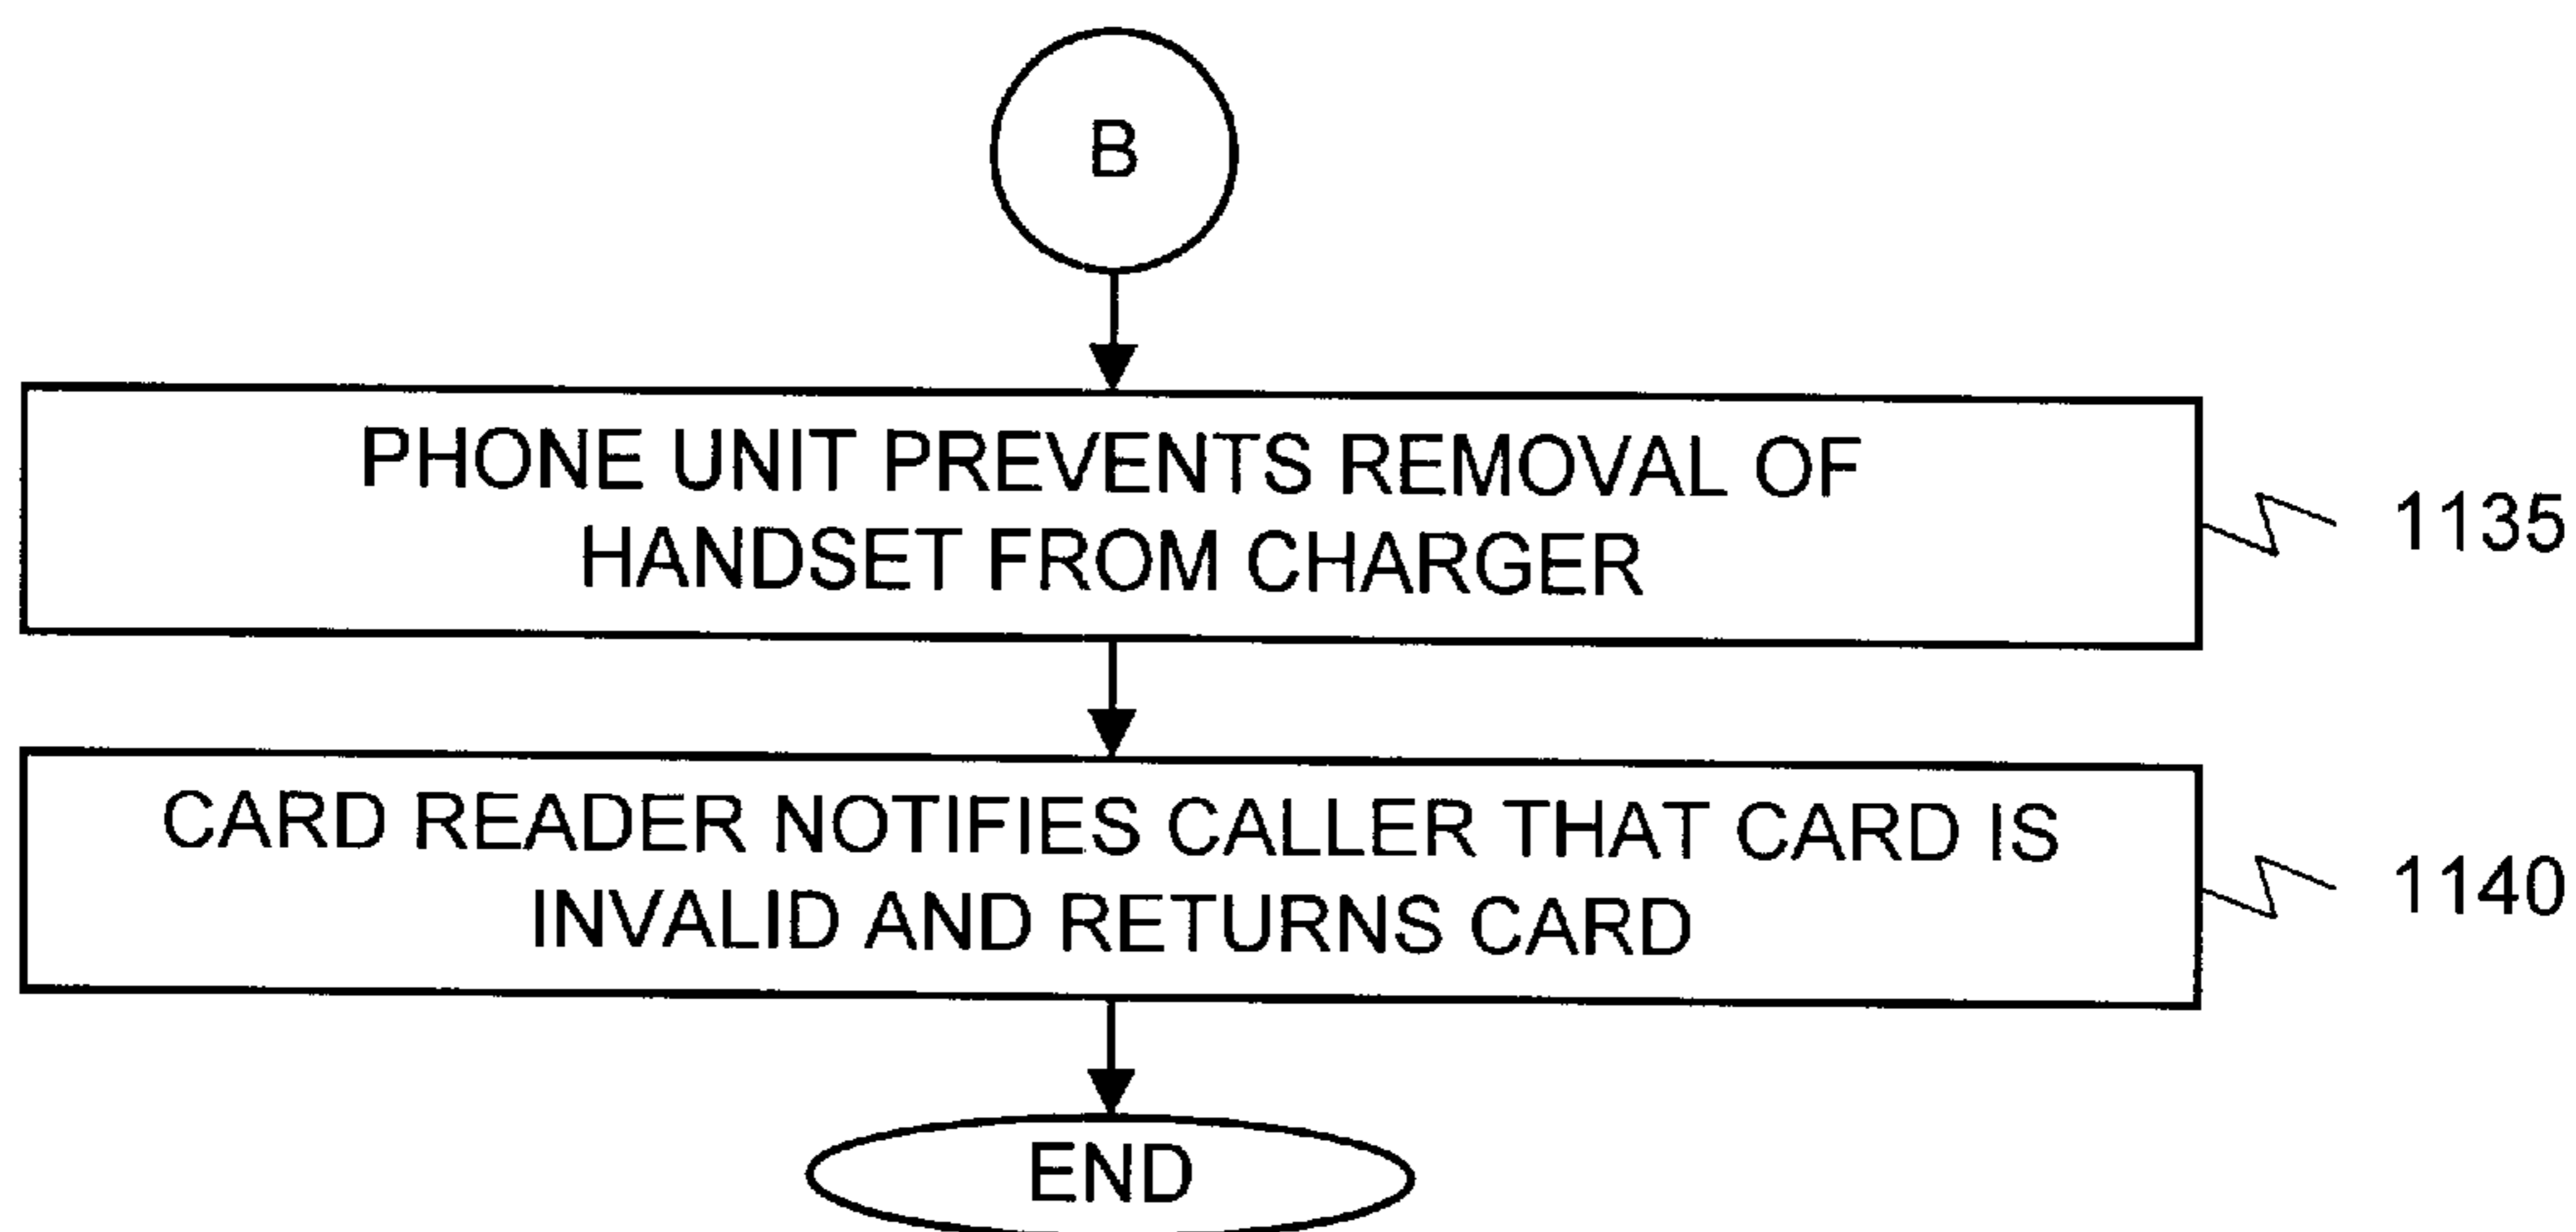 B
PHONE UNIT PREVENTS REMOVAL OF
HANDSET FROM CHARGER
1135
CARD READER NOTIFIES CALLER THAT CARD IS
INVALID AND RETURNS CARD
1140
END